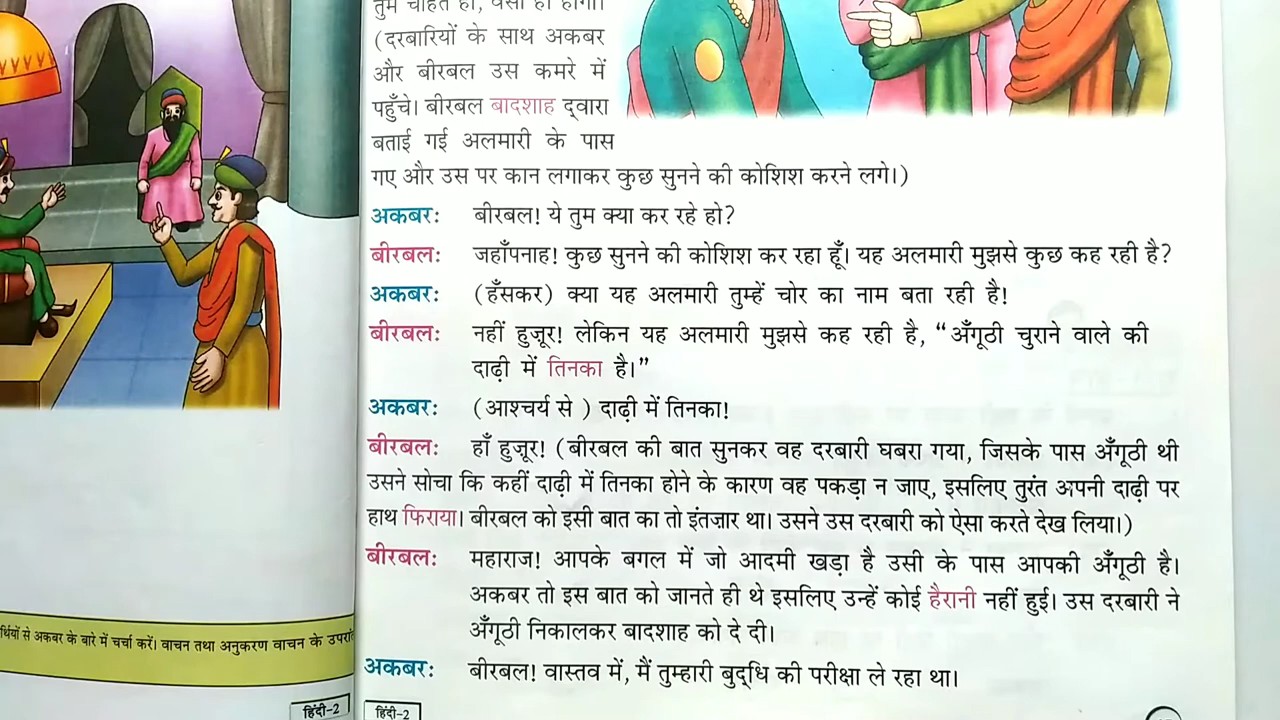 र्थियों से अकबर के बारे में चर्चा करें। वाचन तथा अनुकरण वाचन के उपरां
हिंदी-2
तुम चाहते हो, वैसा ही होगा।
(दरबारियों के साथ अकबर
और बीरबल उस कमरे में
पहुँचे। बीरबल बादशाह द्वारा
बताई गई अलमारी के पास
गए और उस पर कान लगाकर कुछ सुनने की कोशिश करने लगे।)
अकबर: बीरबल! ये तुम क्या कर रहे हो?
बीरबल: जहाँपनाह! कुछ सुनने की कोशिश कर रहा हूँ। यह अलमारी मुझसे कुछ कह रही है?
अकबर: (हँसकर) क्या यह अलमारी तुम्हें चोर का नाम बता रही है!
बीरबल: नहीं हुज़ूर! लेकिन यह अलमारी मुझसे कह रही है, “अँगूठी चुराने वाले की
दाढ़ी में तिनका है।”
अकबर: (आश्चर्य से ) दाढ़ी में तिनका!
बीरबल: हाँ हुज़ूर! (बीरबल की बात सुनकर वह दरबारी घबरा गया, जिसके पास अँगूठी थी
उसने सोचा कि कहीं दाढ़ी में तिनका होने के कारण वह पकड़ा न जाए, इसलिए तुरंत अपनी दाढ़ी पर
हाथ फिराया। बीरबल को इसी बात का तो इंतजार था। उसने उस दरबारी को ऐसा करते देख लिया।)
बीरबल: महाराज! आपके बगल में जो आदमी खड़ा है उसी के पास आपकी अँगूठी है।
अकबर तो इस बात को जानते ही थे इसलिए उन्हें कोई हैरानी नहीं हुई। उस दरबारी ने
अँगूठी निकालकर बादशाह को दे दी।
अकबर: बीरबल! वास्तव में, मैं तुम्हारी बुद्धि की परीक्षा ले रहा था।
हिंदी-2